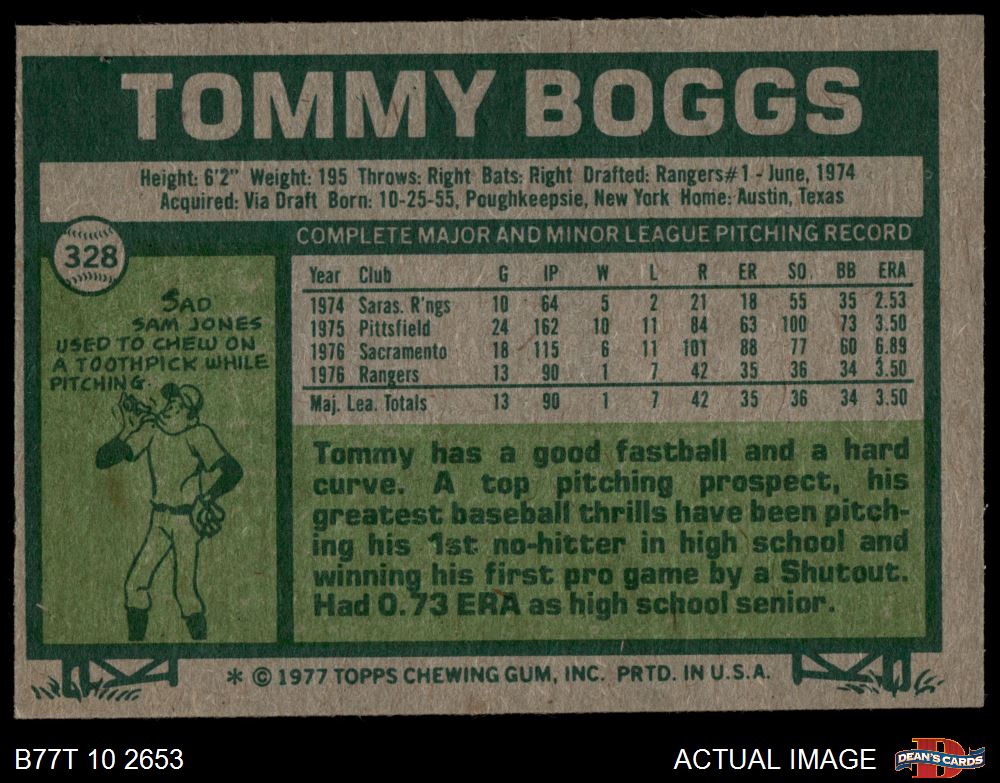 TOMMY BOGGS
Height: 6'2" Weight: 195 Throws: Right Bats: Right Drafted: Rangers#1 - June, 1974
Acquired: Via Draft Born: 10-25-55, Poughkeepsie, New York Home: Austin, Texas
328
COMPLETE MAJOR AND MINOR LEAGUE PITCHING RECORD
Year Club G IP W L R ER SO. BB ERA
1974 Saras. R'ngs 10 64 5 2 21 18 55 35 2.53
1975 Pittsfield 24 162 10 11 84 63 100 73 3.50
1976 Sacramento 18 115 6 11 101 88 77 60 6.89
1976 Rangers 13 90 1 7 42 35 36 34 3.50
Maj. Lea. Totals 13 90 1 7 42 35 36 34 3.50
SAD
SAM JONES
USED TO CHEW ON
A TOOTHPICK WHILE
PITCHING.
Tommy has a good fastball and a hard
curve. A top pitching prospect, his
greatest baseball thrills have been pitch-
ing his 1st no-hitter in high school and
winning his first pro game by a Shutout.
Had 0.73 ERA as high school senior.
* © 1977 TOPPS CHEWING GUM, INC. PRTD. IN U.S.A.
B77T 10 2653
ACTUAL IMAGE
DEAN'S CARDS